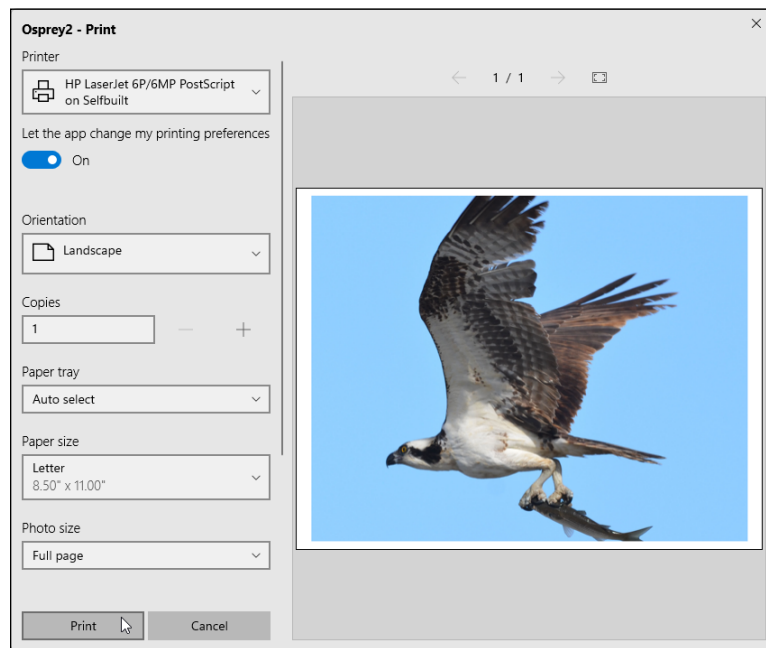 Osprey2 - Print
Printer
HP LaserJet 6P/6MP PostScript
on Selfbuilt
Let the app change my printing preferences
On
Orientation
Landscape
Copies
1
Paper tray
Auto select
Paper size
Letter
8.50" x 11.00"
Photo size
Full page
Print
Cancel
1 / 1